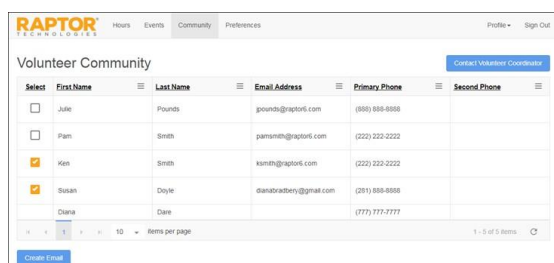 RAPTOR
TECHNOLOGIES
Hours Events Community Preferences Profile Sign Out
Volunteer Community
Contact Volunteer Coordinator
Select First Name Last Name Email Address Primary Phone Second Phone
Julie Pounds jpounds@raptor6.com (888) 888-8888
Pam Smith pamsmith@raptor6.com (222) 222-2222
Ken Smith ksmith@raptor6.com (222) 222-2222
Susan Doyle dianabradbery@gmail.com (281) 888-8888
Diana Dare (777) 777-7777
1 10 items per page 1 - 5 of 5 items
Create Email